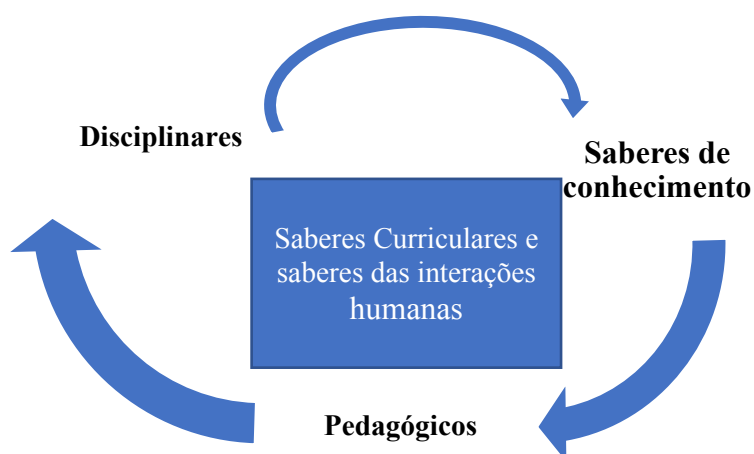 Disciplinares
Saberes de
conhecimento
Saberes Curriculares e
saberes das interações
humanas
Pedagógicos